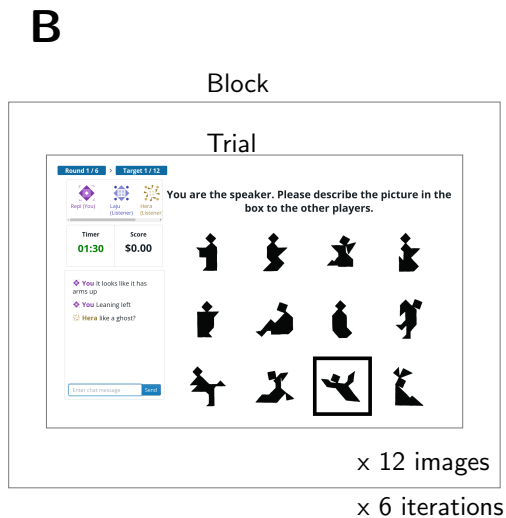 B
Block
Trial
Round 1 / 6 > Target 1 / 12
Repi (You)
Laju (Listener)
Hera (Listener
You are the speaker. Please describe the picture in the
box to the other players.
Timer
01:30
Score
$0.00
You It looks like it has
arms up
You Leaning left
Hera like a ghost?
Enter chat message
Send
x 12 images
x 6 iterations